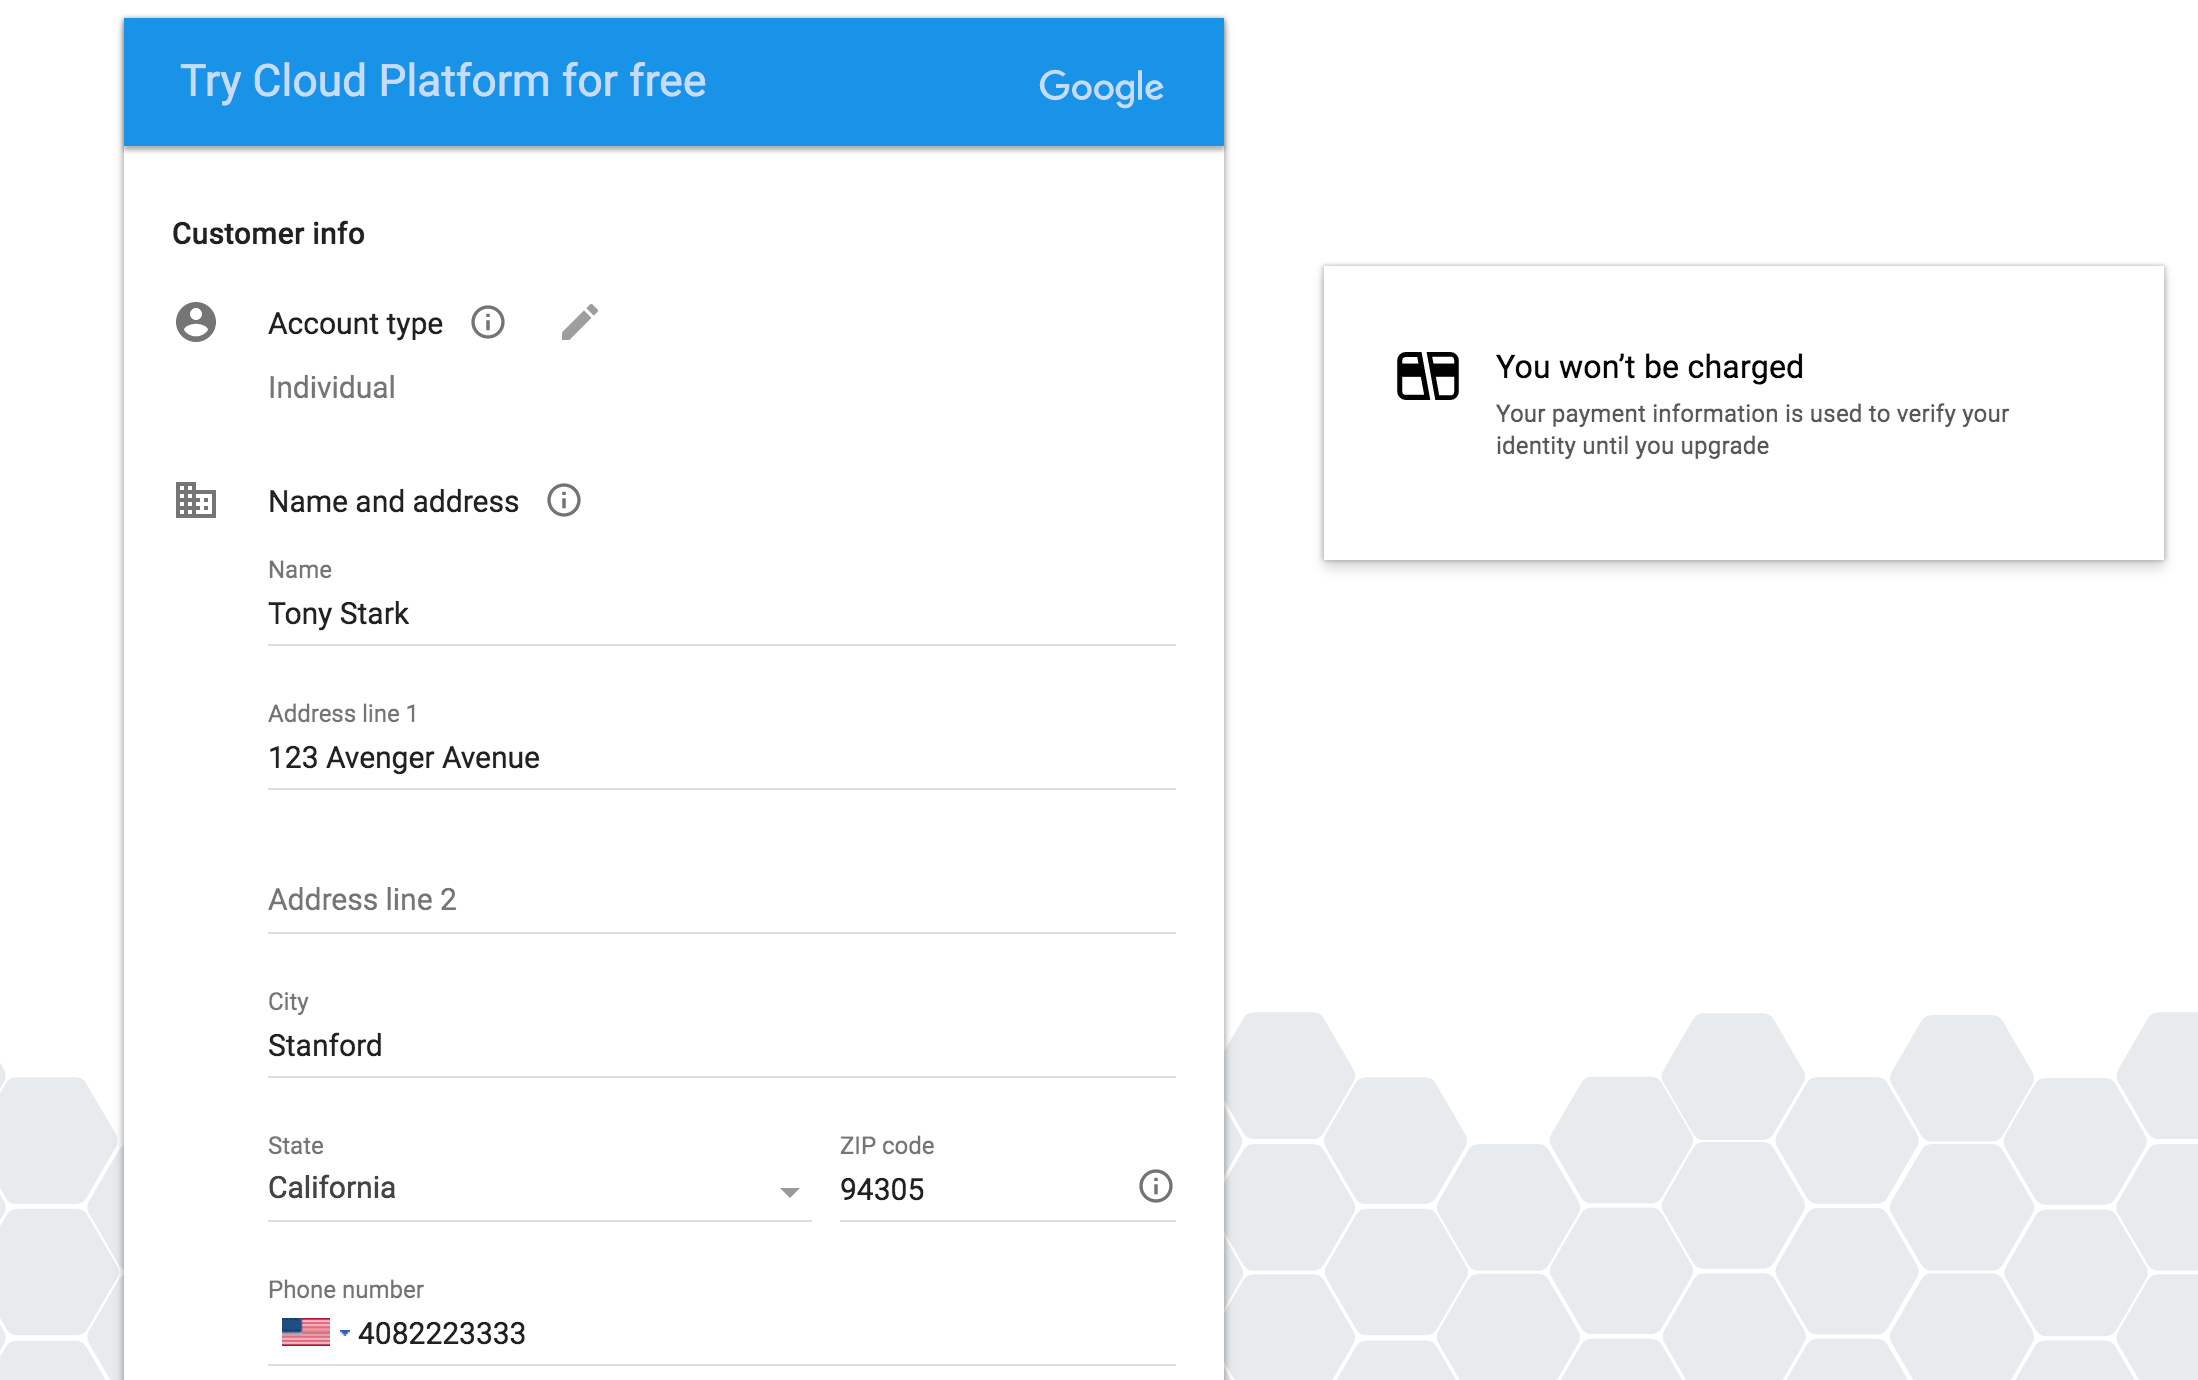 Try Cloud Platform for free
Google
Customer info
Account type
Individual
Name and address
Name
Tony Stark
Address line 1
123 Avenger Avenue
Address line 2
City
Stanford
State
California
ZIP code
94305
Phone number
4082223333
You won’t be charged
Your payment information is used to verify your
identity until you upgrade